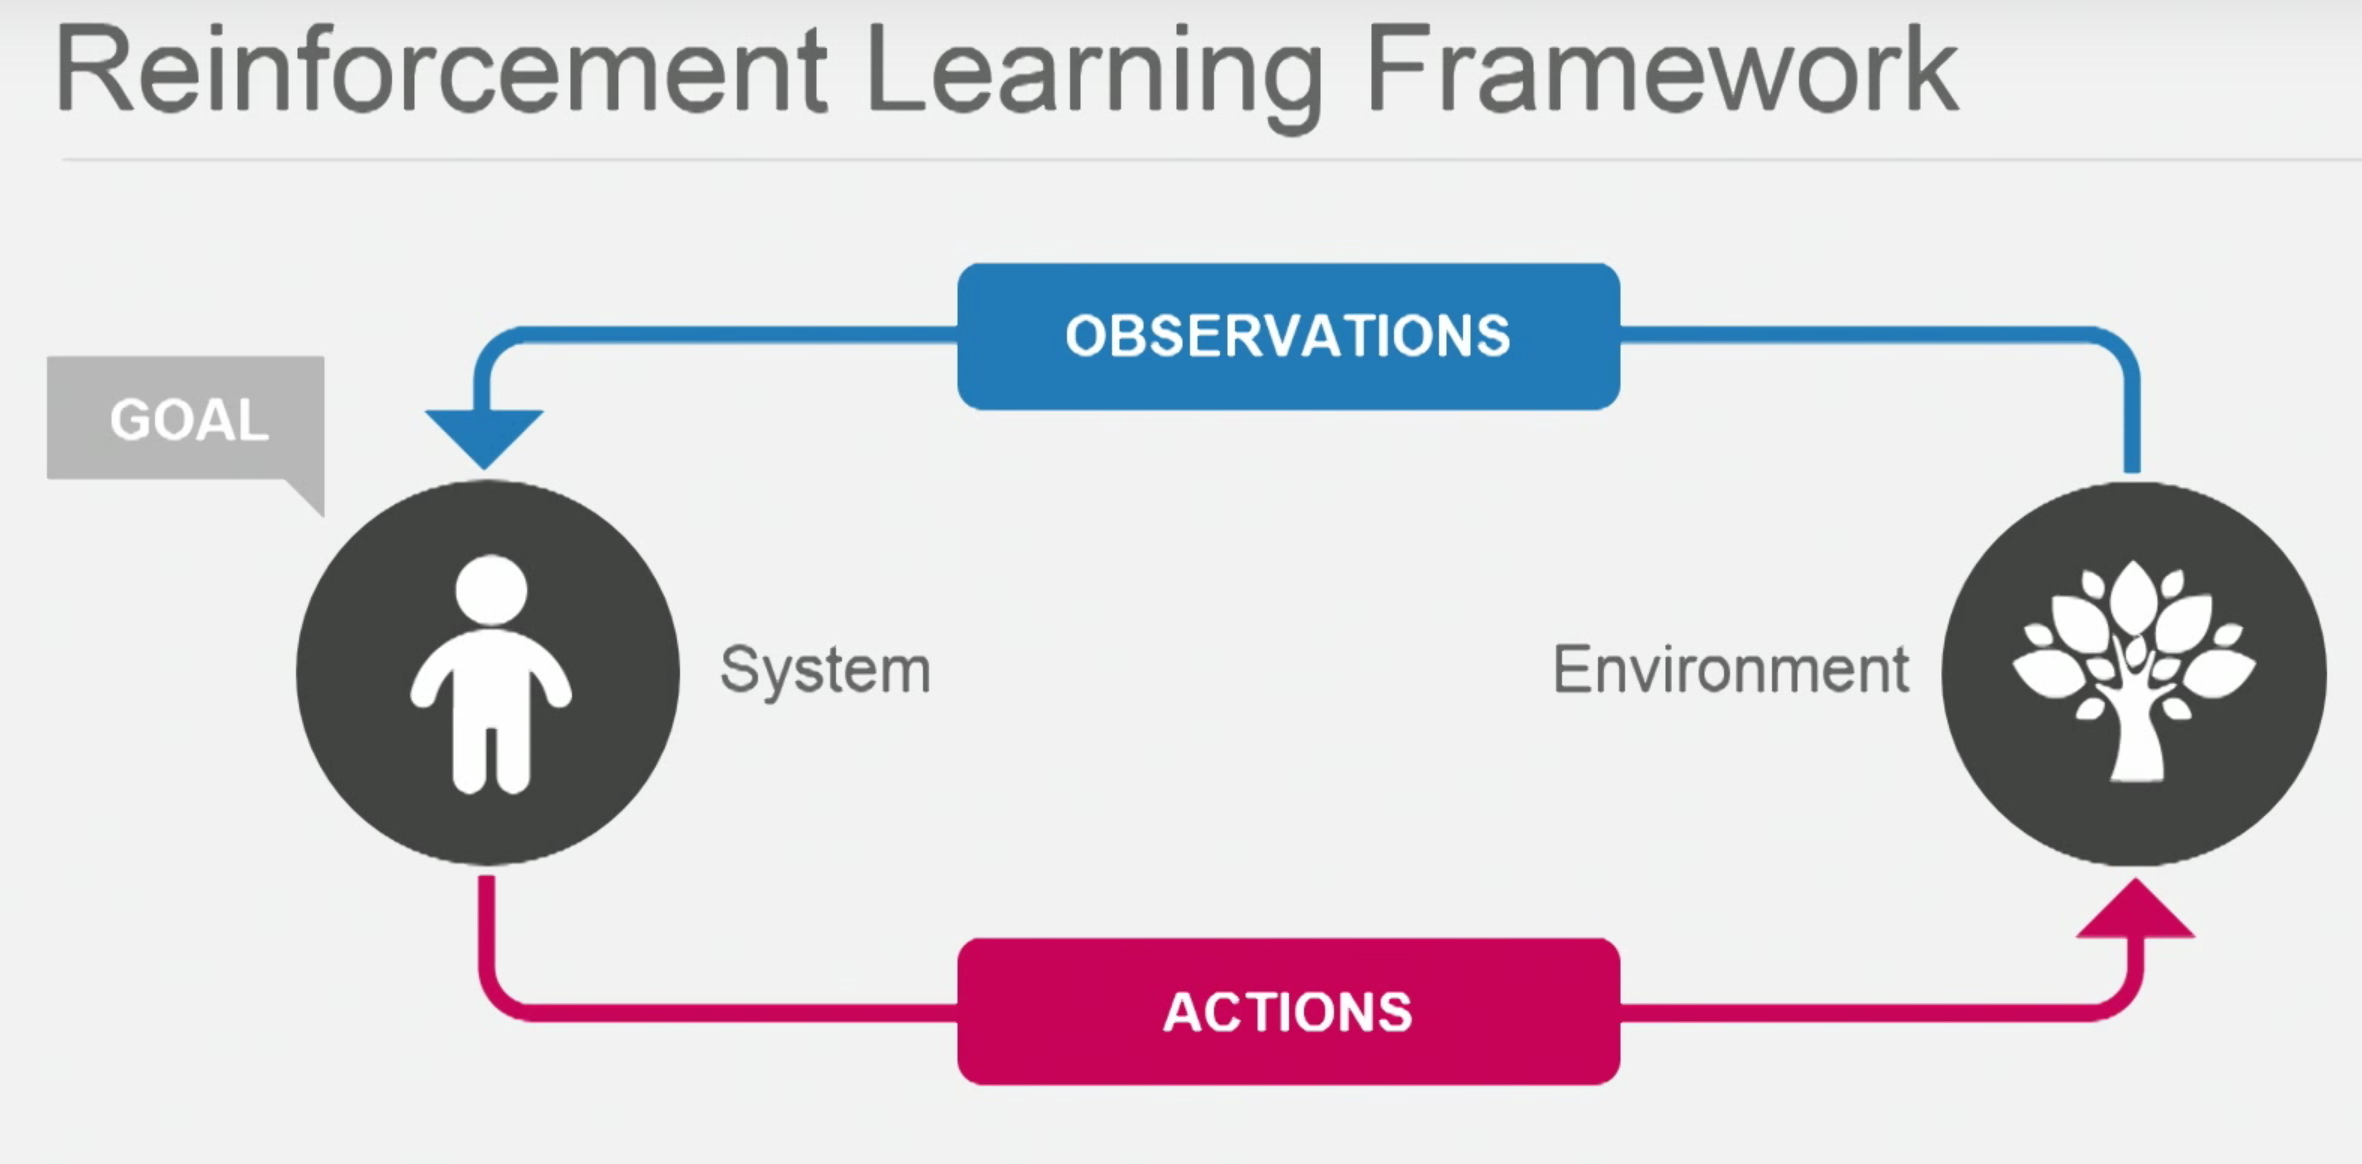 Reinforcement Learning Framework
OBSERVATIONS
GOAL
System
Environment
ACTIONS